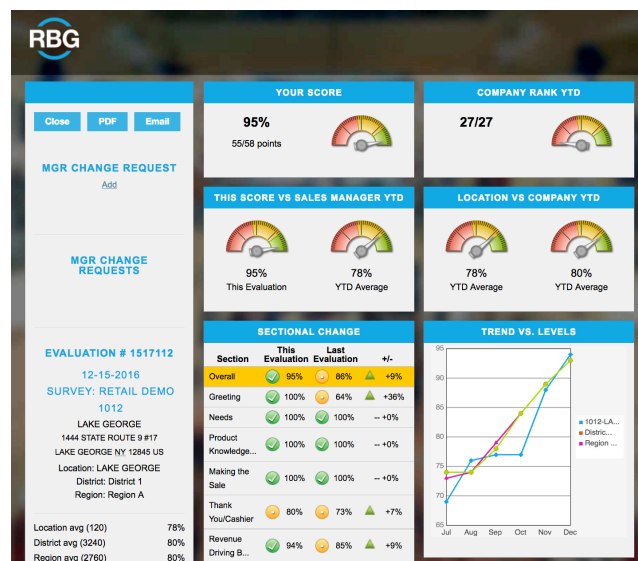 RBG
Close PDF Email
MGR CHANGE REQUEST
Add
MGR CHANGE
REQUESTS
EVALUATION # 1517112
12-15-2016
SURVEY: RETAIL DEMO
1012
LAKE GEORGE
1444 STATE ROUTE 9 #17
LAKE GEORGE NY 12845 US
Location: LAKE GEORGE
District: District 1
Region: Region A
Location avg (120) 78%
District avg (3240) 80%
Region avg (2760) 80%
YOUR SCORE
95%
55/58 points
COMPANY RANK YTD
27/27
THIS SCORE VS SALES MANAGER YTD
95% 78%
This Evaluation YTD Average
LOCATION VS COMPANY YTD
78% 80%
YTD Average YTD Average
SECTIONAL CHANGE
This Last
Section Evaluation Evaluation +/-
Overall 95% 86% +9%
Greeting 100% 64% +36%
Needs 100% 100% -- +0%
Product
Knowledge... 100% 100% -- +0%
Making the
Sale 100% 100% -- +0%
Thank
You/Cashier 80% 73% +7%
Revenue
Driving B... 94% 85% +9%
TREND VS. LEVELS
95
90
85
80
75
70
65
Jul Aug Sep Oct Nov Dec
1012-LA...
Distric...
Region ...